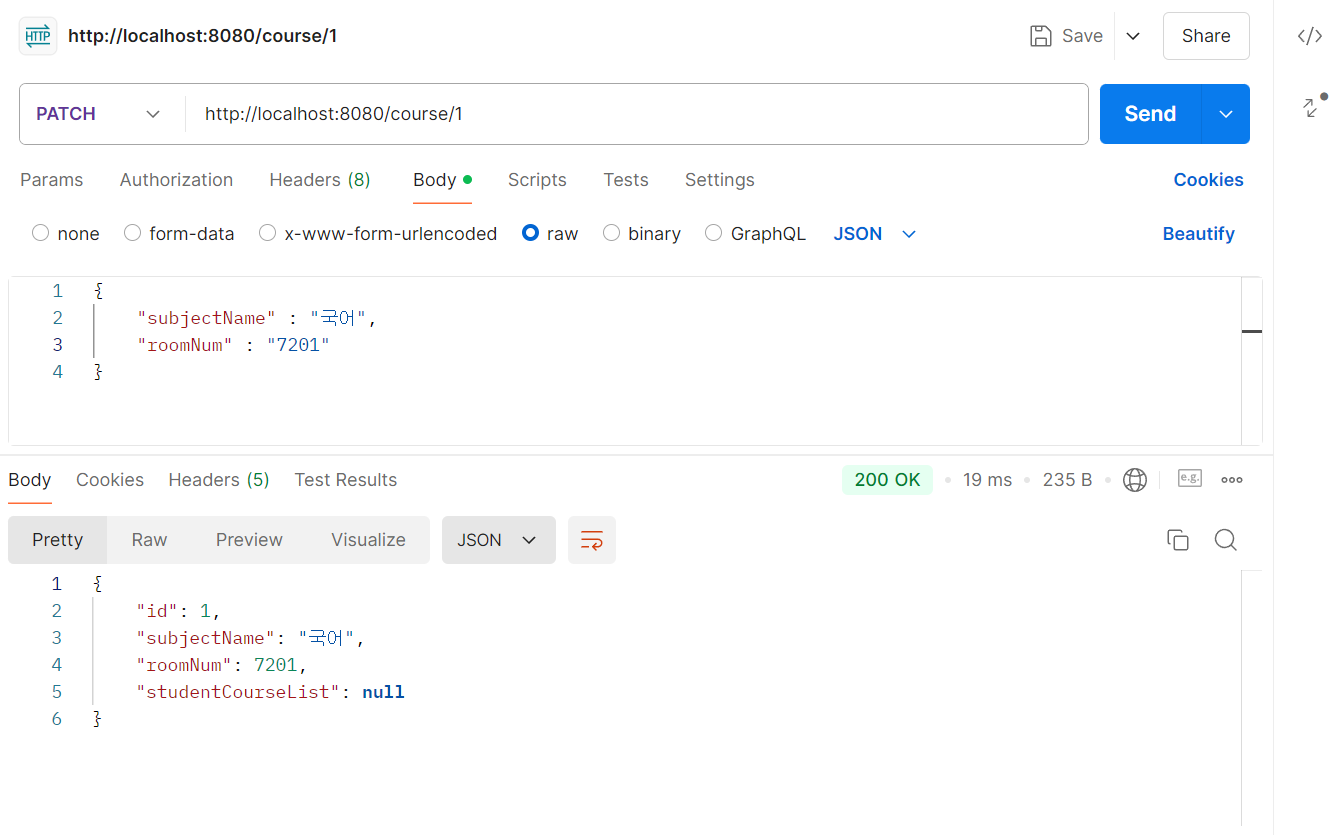 HTTP http://localhost:8080/course/1 Save Share
PATCH http://localhost:8080/course/1 Send
Params Authorization Headers (8) Body Scripts Tests Settings Cookies
none form-data x-www-form-urlencoded raw binary GraphQL JSON Beautify
1 {
2 "subjectName" : "국어",
3 "roomNum" : "7201"
4 }
Body Cookies Headers (5) Test Results 200 OK 19 ms 235 B e.g.
Pretty Raw Preview Visualize JSON
1 {
2 "id": 1,
3 "subjectName": "국어",
4 "roomNum": 7201,
5 "studentCourseList": null
6 }